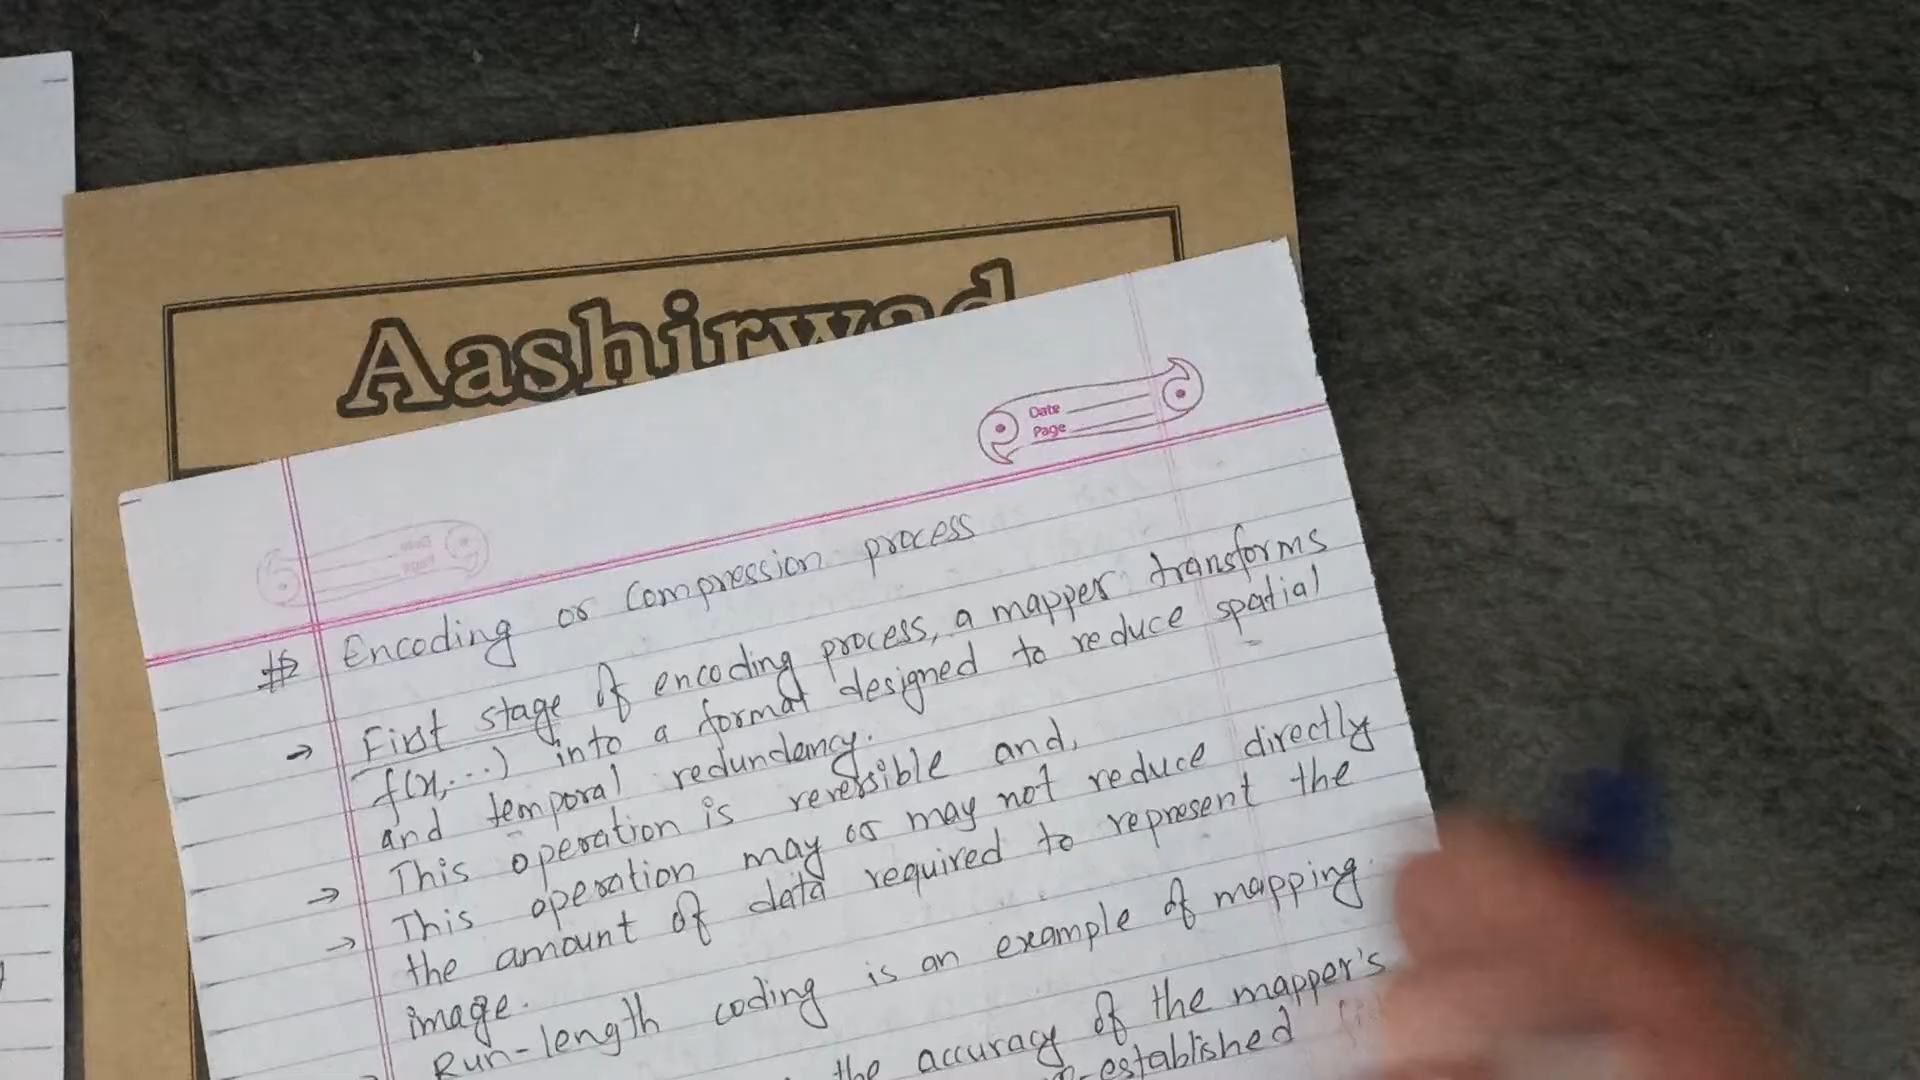 Aashirwad
Date
Page
# Encoding or Compression process
→ First stage of encoding process, a mapper transforms
f(x,...) into a format designed to reduce spatial
and temporal redundancy.
→ This operation is reversible and,
→ This operation may or may not reduce directly
the amount of data required to represent the
image.
Run-length coding is an example of mapping.
the accuracy of the mapper's
established